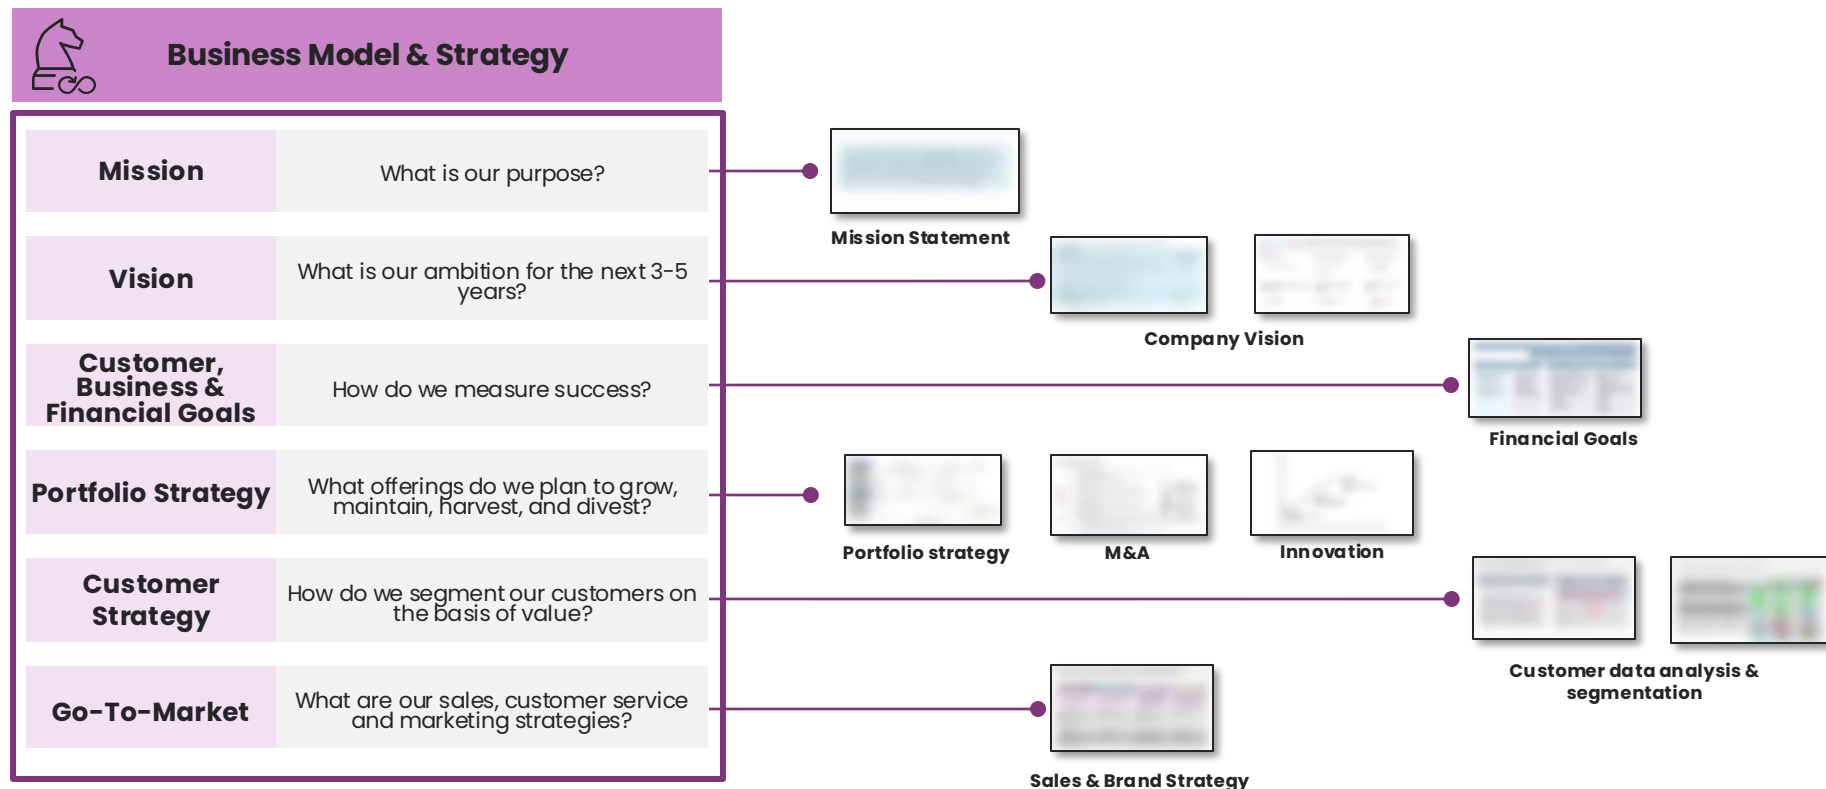 Business Model & Strategy
Mission
What is our purpose?
Mission Statement
Vision
What is our ambition for the next 3-5
years?
Company Vision
Customer,
Business &
Financial Goals
How do we measure success?
Financial Goals
Portfolio Strategy
What offerings do we plan to grow,
maintain, harvest, and divest?
Portfolio strategy
M&A
Innovation
Customer
Strategy
How do we segment our customers on
the basis of value?
Customer data analysis &
segmentation
Go-To-Market
What are our sales, customer service
and marketing strategies?
Sales & Brand Strategy